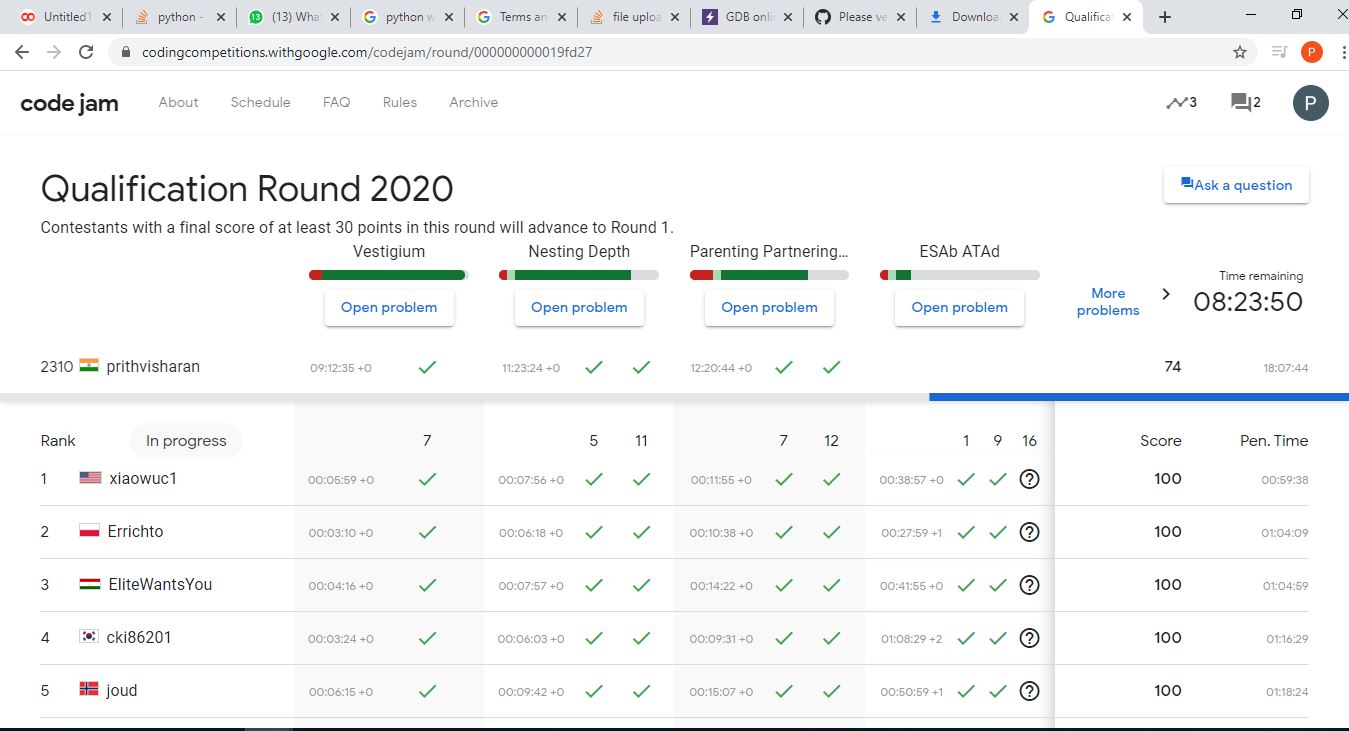 Untitled1
python -
(13) What
python w
Terms an
file uploa
GDB onli
Please ve
Downloa
Qualificat
codingcompetitions.withgoogle.com/codejam/round/000000000019fd27
P
code jam About Schedule FAQ Rules Archive 3 2 P
Qualification Round 2020
Ask a question
Contestants with a final score of at least 30 points in this round will advance to Round 1.
Vestigium Nesting Depth Parenting Partnering... ESAb ATAd
Open problem Open problem Open problem Open problem
More problems
Time remaining
08:23:50
2310 prithvisharan 09:12:35 +0 11:23:24 +0 12:20:44 +0 74 18:07:44
Rank In progress 7 5 11 7 12 1 9 16 Score Pen. Time
1 xiaowuc1 00:05:59 +0 00:07:56 +0 00:11:55 +0 00:38:57 +0 100 00:59:38
2 Errichto 00:03:10 +0 00:06:18 +0 00:10:38 +0 00:27:59 +1 100 01:04:09
3 EliteWantsYou 00:04:16 +0 00:07:57 +0 00:14:22 +0 00:41:55 +0 100 01:04:59
4 cki86201 00:03:24 +0 00:06:03 +0 00:09:31 +0 01:08:29 +2 100 01:16:29
5 joud 00:06:15 +0 00:09:42 +0 00:15:07 +0 00:50:59 +1 100 01:18:24